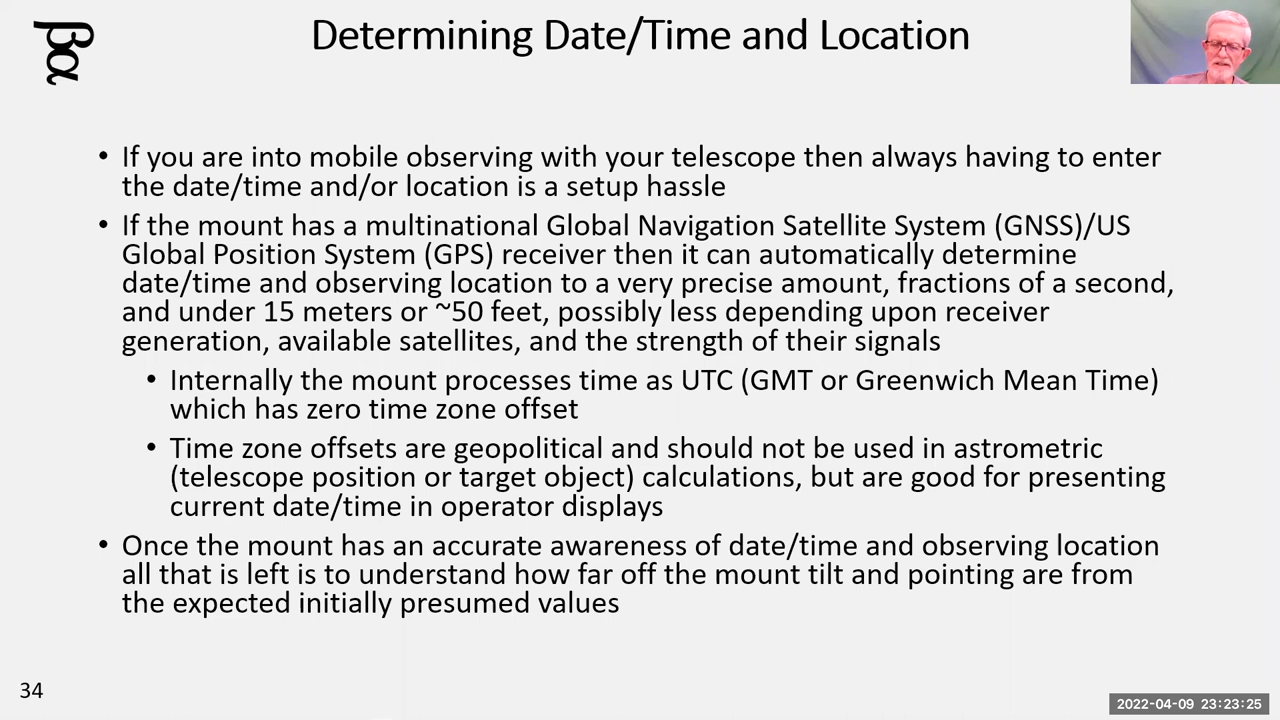 βα
Determining Date/Time and Location
• If you are into mobile observing with your telescope then always having to enter
the date/time and/or location is a setup hassle
• If the mount has a multinational Global Navigation Satellite System (GNSS)/US
Global Position System (GPS) receiver then it can automatically determine
date/time and observing location to a very precise amount, fractions of a second,
and under 15 meters or ~50 feet, possibly less depending upon receiver
generation, available satellites, and the strength of their signals
• Internally the mount processes time as UTC (GMT or Greenwich Mean Time)
which has zero time zone offset
• Time zone offsets are geopolitical and should not be used in astrometric
(telescope position or target object) calculations, but are good for presenting
current date/time in operator displays
• Once the mount has an accurate awareness of date/time and observing location
all that is left is to understand how far off the mount tilt and pointing are from
the expected initially presumed values
34
2022-04-09 23:23:25